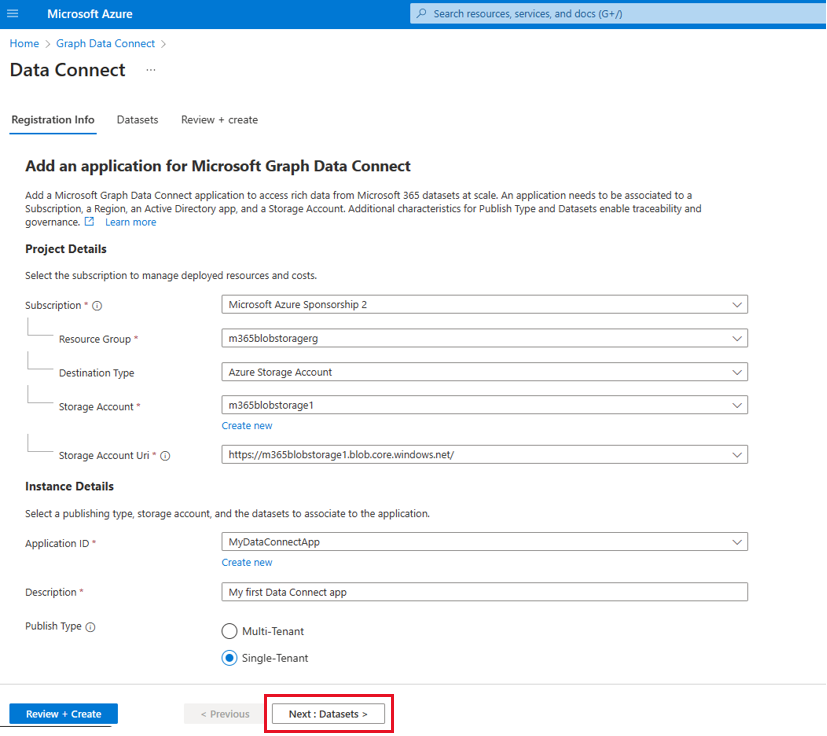 Microsoft Azure
Search resources, services, and docs (G+/)
Home > Graph Data Connect >
Data Connect ...
Registration Info Datasets Review + create
Add an application for Microsoft Graph Data Connect
Add a Microsoft Graph Data Connect application to access rich data from Microsoft 365 datasets at scale. An application needs to be associated to a
Subscription, a Region, an Active Directory app, and a Storage Account. Additional characteristics for Publish Type and Datasets enable traceability and
governance. Learn more
Project Details
Select the subscription to manage deployed resources and costs.
Subscription * Microsoft Azure Sponsorship 2
Resource Group * m365blobstoragerg
Destination Type Azure Storage Account
Storage Account * m365blobstorage1
Create new
Storage Account Uri * https://m365blobstorage1.blob.core.windows.net/
Instance Details
Select a publishing type, storage account, and the datasets to associate to the application.
Application ID * MyDataConnectApp
Create new
Description * My first Data Connect app
Publish Type
Multi-Tenant
Single-Tenant
Review + Create < Previous Next : Datasets >